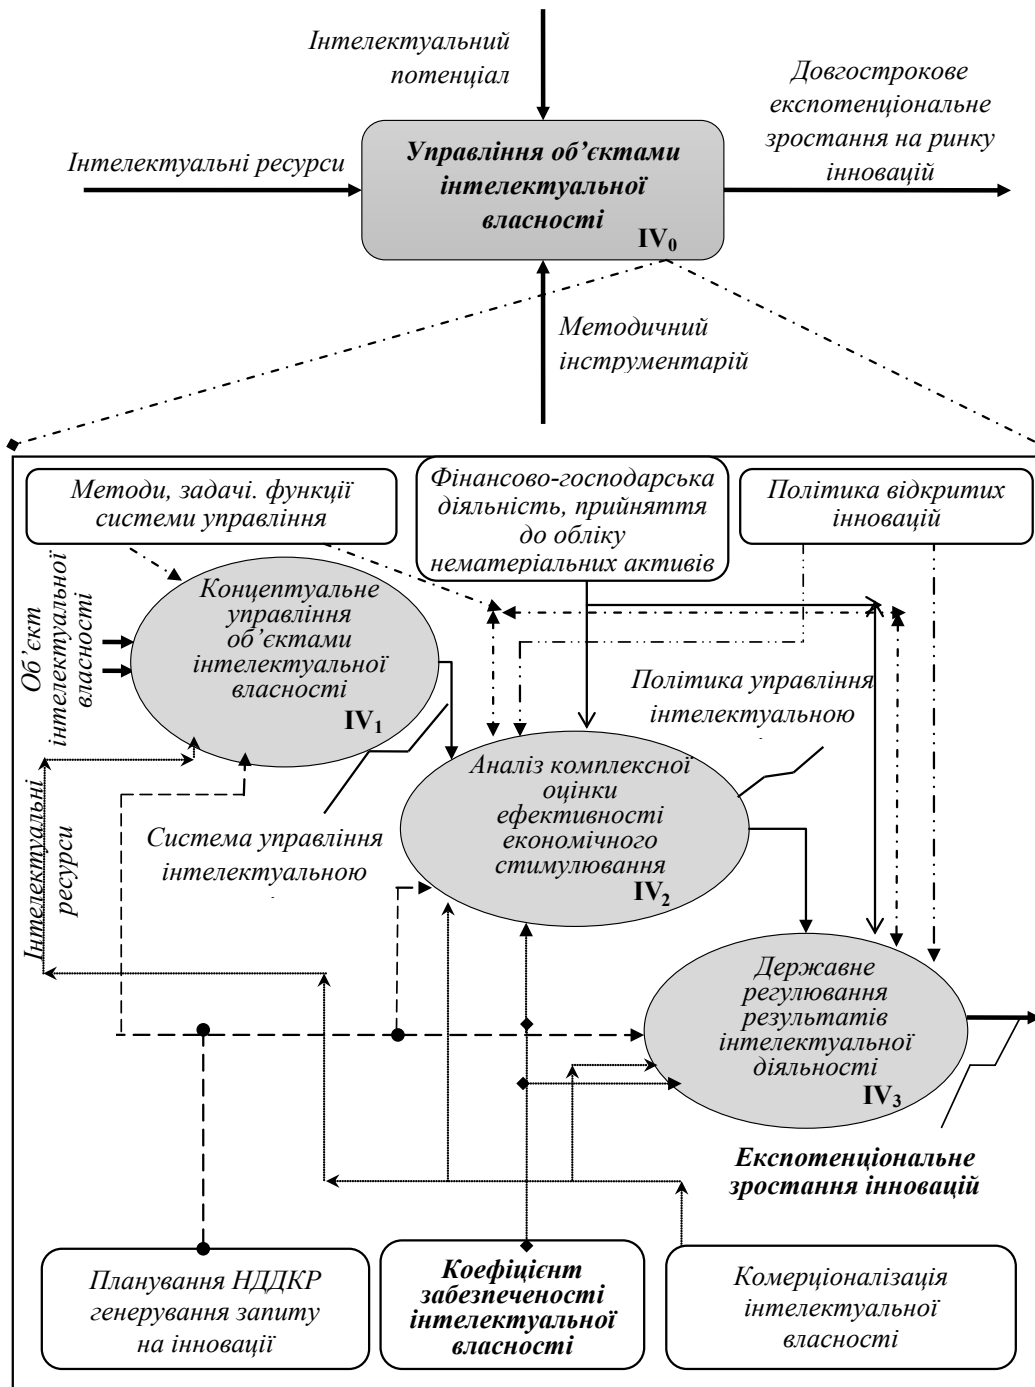 Інтелектуальний
потенціал
Довгострокове
експотенціональне
зростання на ринку
інновацій
Інтелектуальні ресурси
Управління об’єктами
інтелектуальної
власності
IV₀
Методичний
інструментарій
Методи, задачі. функції
системи управління
Фінансово-господарська
діяльність, прийняття
до обліку
нематеріальних активів
Політика відкритих
інновацій
Об’єкт
інтелектуальної
власності
Концептуальне
управління
об’єктами
інтелектуальної
власності
IV₁
Політика управління
інтелектуальною
Інтелектуальні
ресурси
Система управління
інтелектуальною
Аналіз комплексної
оцінки
ефективності
економічного
стимулювання
IV₂
Державне
регулювання
результатів
інтелектуальної
діяльності
IV₃
Експотенціональне
зростання інновацій
Планування НДДКР
генерування запиту
на інновації
Коефіцієнт
забезпеченості
інтелектуальної
власності
Комерціоналізація
інтелектуальної
власності